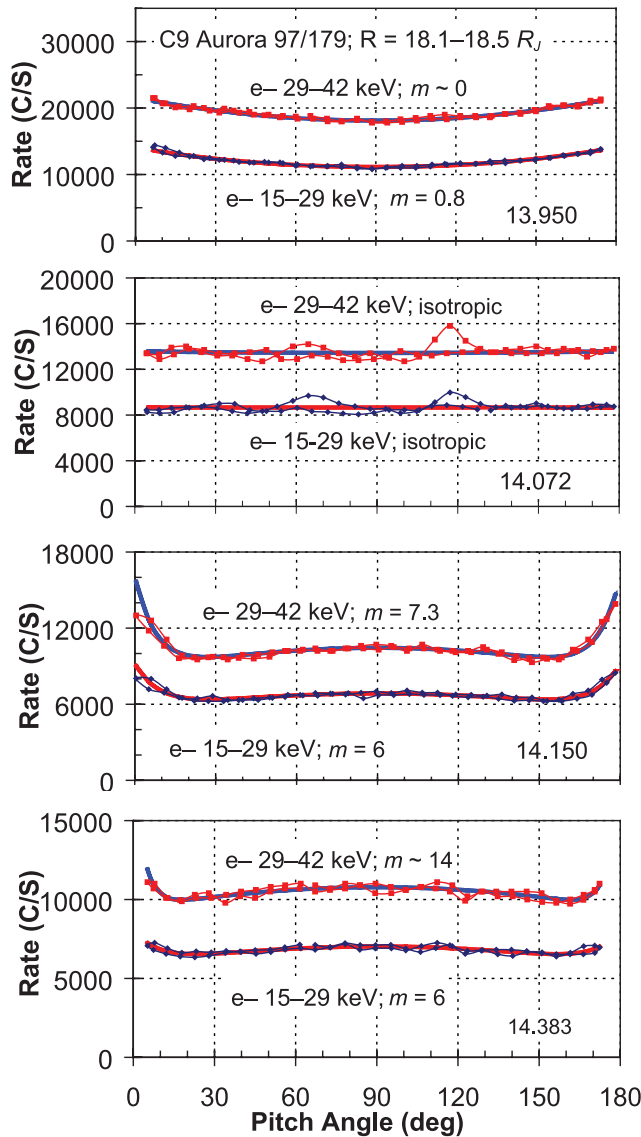 C9 Aurora 97/179; R = 18.1–18.5 R_J
e– 29–42 keV; m ~ 0
e– 15–29 keV; m = 0.8
13.950
Rate (C/S)
30000
20000
10000
0
e– 29–42 keV; isotropic
e– 15-29 keV; isotropic
14.072
Rate (C/S)
20000
16000
12000
8000
4000
0
e– 29–42 keV; m = 7.3
e– 15–29 keV; m = 6
14.150
Rate (C/S)
18000
12000
6000
0
e– 29–42 keV; m ~ 14
e– 15–29 keV; m = 6
14.383
Rate (C/S)
15000
10000
5000
0
0 30 60 90 120 150 180
Pitch Angle (deg)